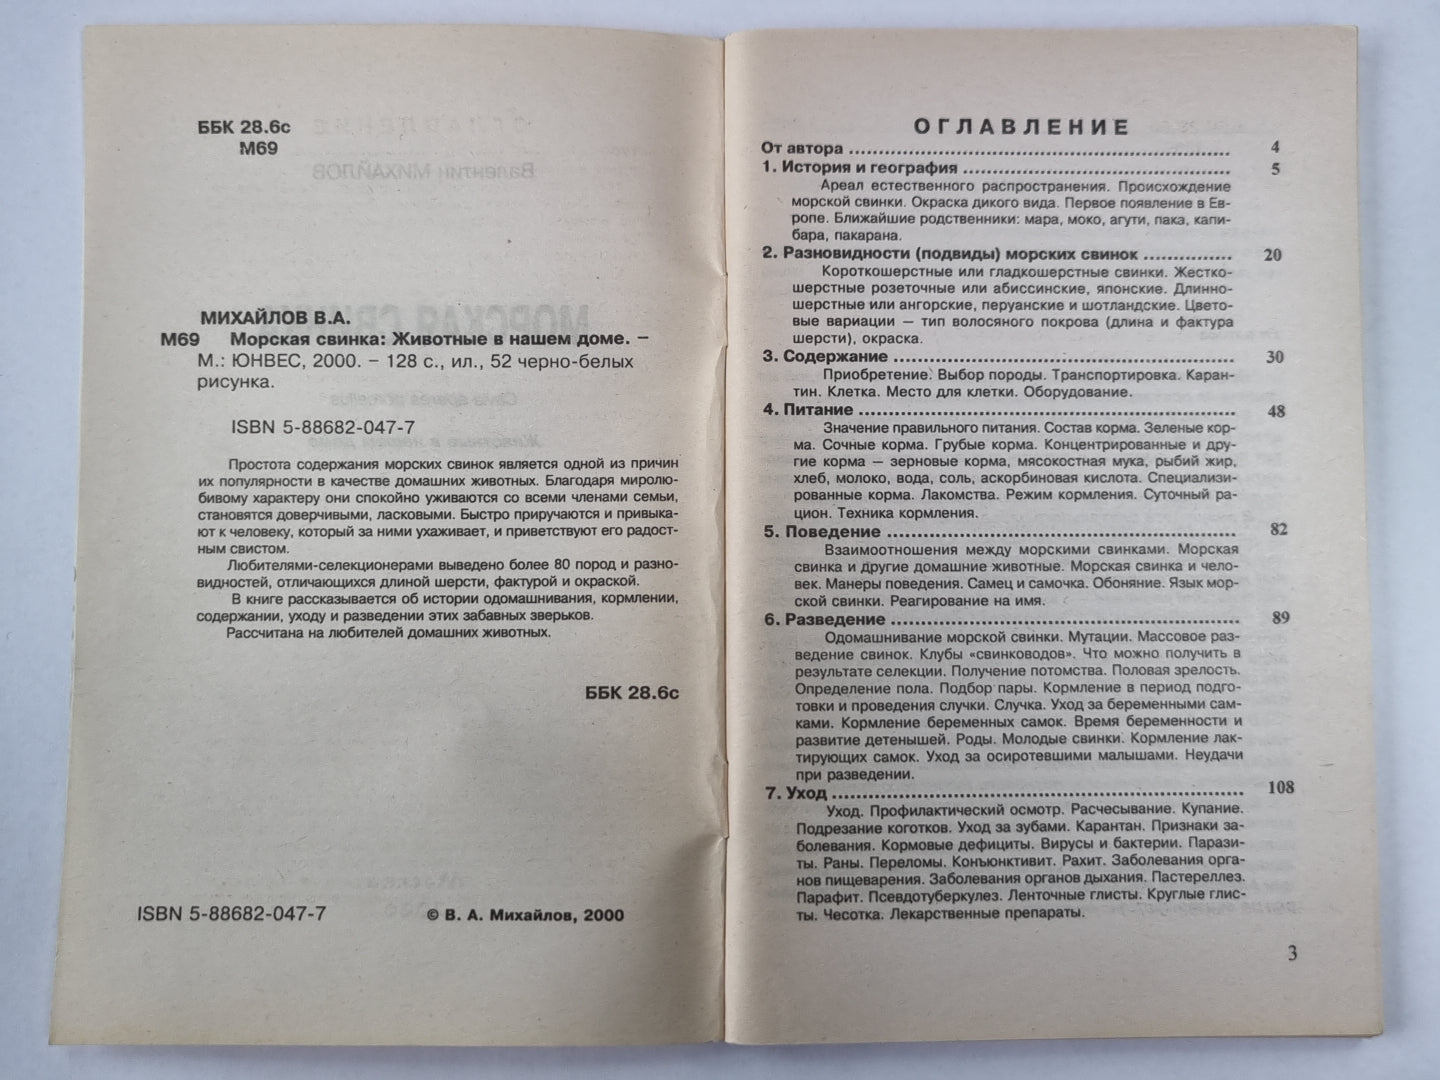 ББК 28.6с
М69
МИХАЙЛОВ В.А.
М69 Морская свинка: Животные в нашем доме. –
М.: ЮНВЕС, 2000. – 128 с., ил., 52 черно-белых
рисунка.
ISBN 5-88682-047-7
Простота содержания морских свинок является одной из причин
их популярности в качестве домашних животных. Благодаря миролю-
бивому характеру они спокойно уживаются со всеми членами семьи,
становятся доверчивыми, ласковыми. Быстро приручаются и привыка-
ют к человеку, который за ними ухаживает, и приветствуют его радост-
ным свистом.
Любителями-селекционерами выведено более 80 пород и разно-
видностей, отличающихся длиной шерсти, фактурой и окраской.
В книге рассказывается об истории одомашнивания, кормлении,
содержании, уходу и разведении этих забавных зверьков.
Рассчитана на любителей домашних животных.
ББК 28.6с
ISBN 5-88682-047-7 © В. А. Михайлов, 2000
ОГЛАВЛЕНИЕ
От автора ................................................................ 4
1. История и география ............................................. 5
Ареал естественного распространения. Происхождение
морской свинки. Окраска дикого вида. Первое появление в Ев-
ропе. Ближайшие родственники: мара, моко, агути, пака, капи-
бара, пакарана.
2. Разновидности (подвиды) морских свинок ............... 20
Короткошерстные или гладкошерстные свинки. Жестко-
шерстные розеточные или абиссинские, японские. Длинно-
шерстные или ангорские, перуанские и шотландские. Цвето-
вые вариации — тип волосяного покрова (длина и фактура
шерсти), окраска.
3. Содержание ......................................................... 30
Приобретение. Выбор породы. Транспортировка. Каран-
тин. Клетка. Место для клетки. Оборудование.
4. Питание ............................................................... 48
Значение правильного питания. Состав корма. Зеленые кор-
ма. Сочные корма. Грубые корма. Концентрированные и дру-
гие корма — зерновые корма, мясокостная мука, рыбий жир,
хлеб, молоко, вода, соль, аскорбиновая кислота. Специализи-
рованные корма. Лакомства. Режим кормления. Суточный ра-
цион. Техника кормления.
5. Поведение ........................................................... 82
Взаимоотношения между морскими свинками. Морская
свинка и другие домашние животные. Морская свинка и чело-
век. Манеры поведения. Самец и самочка. Обоняние. Язык мор-
ской свинки. Реагирование на имя.
6. Разведение .......................................................... 89
Одомашнивание морской свинки. Мутации. Массовое раз-
ведение свинок. Клубы «свинководов». Что можно получить в
результате селекции. Получение потомства. Половая зрелость.
Определение пола. Подбор пары. Кормление в период подго-
товки и проведения случки. Случка. Уход за беременными сам-
ками. Кормление беременных самок. Время беременности и
развитие детенышей. Роды. Молодые свинки. Кормление лак-
тирующих самок. Уход за осиротевшими малышами. Неудачи
при разведении.
7. Уход .................................................................... 108
Уход. Профилактический осмотр. Расчесывание. Купание.
Подрезание коготков. Уход за зубами. Карантан. Признаки за-
болевания. Кормовые дефициты. Вирусы и бактерии. Парази-
ты. Раны. Переломы. Конъюнктивит. Рахит. Заболевания орга-
нов пищеварения. Заболевания органов дыхания. Пастереллез.
Парафит. Псевдотуберкулез. Ленточные глисты. Круглые глис-
ты. Чесотка. Лекарственные препараты.
3